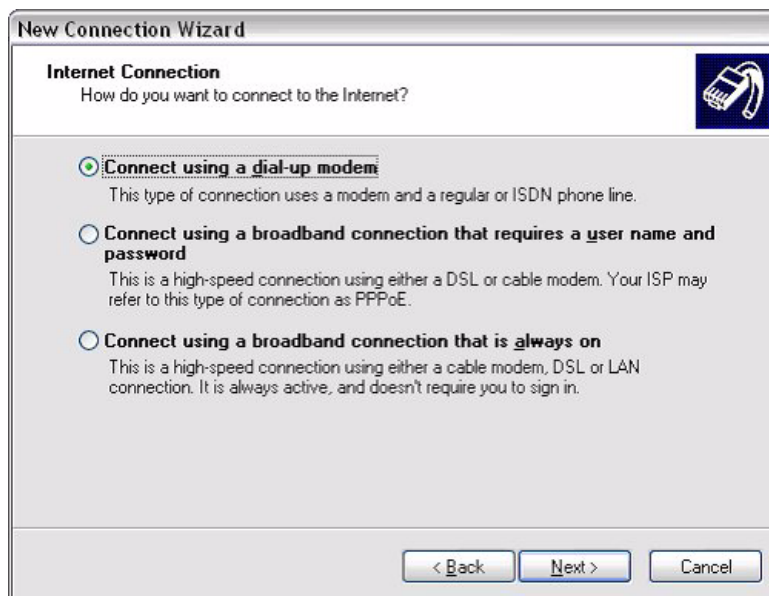 New Connection Wizard
Internet Connection
How do you want to connect to the Internet?
Connect using a dial-up modem
This type of connection uses a modem and a regular or ISDN phone line.
Connect using a broadband connection that requires a user name and
password
This is a high-speed connection using either a DSL or cable modem. Your ISP may
refer to this type of connection as PPPoE.
Connect using a broadband connection that is always on
This is a high-speed connection using either a cable modem, DSL or LAN
connection. It is always active, and doesn't require you to sign in.
< Back Next > Cancel